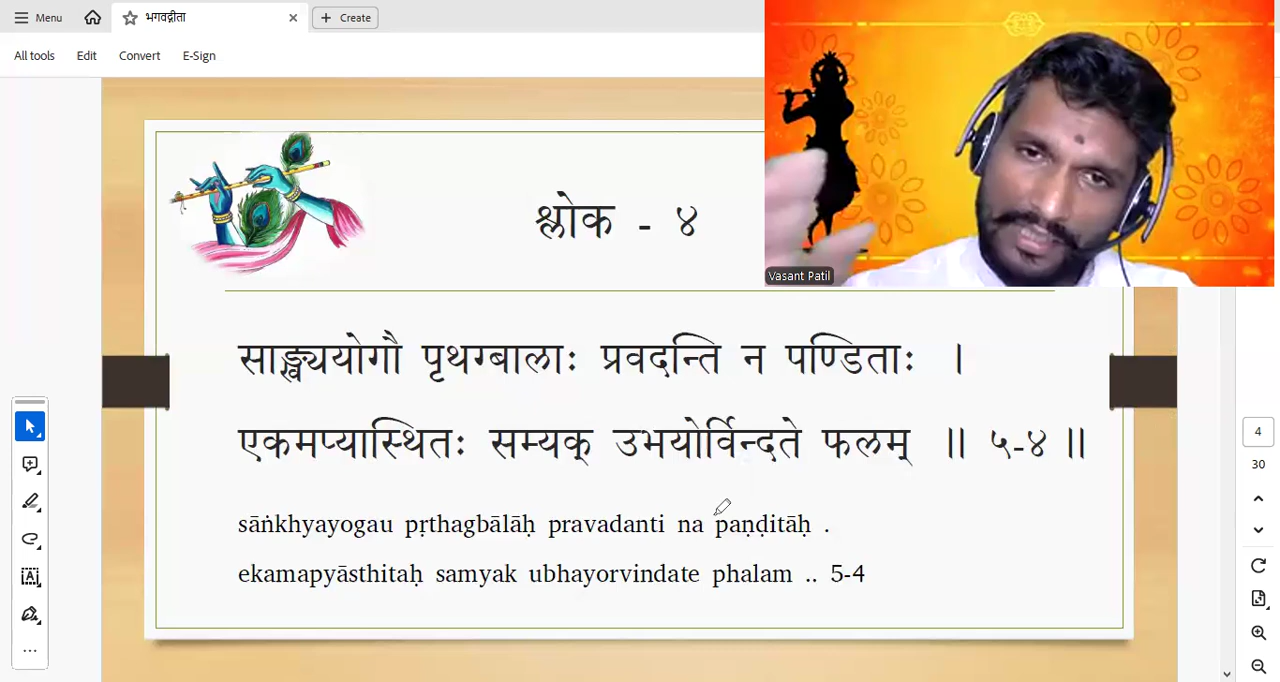 Menu
भगवद्गीता
Create
All tools Edit Convert E-Sign
Vasant Patil
श्लोक - ४
साङ्ख्ययोगौ पृथग्बालाः प्रवदन्ति न पण्डिताः ।
एकमप्यास्थितः सम्यक् उभयोर्विन्दते फलम् ॥ ५-४ ॥
sāṅkhyayogau pṛthagbālāḥ pravadanti na paṇḍitāḥ .
ekamapyāsthitaḥ samyak ubhayorvindate phalam .. 5-4
4
30